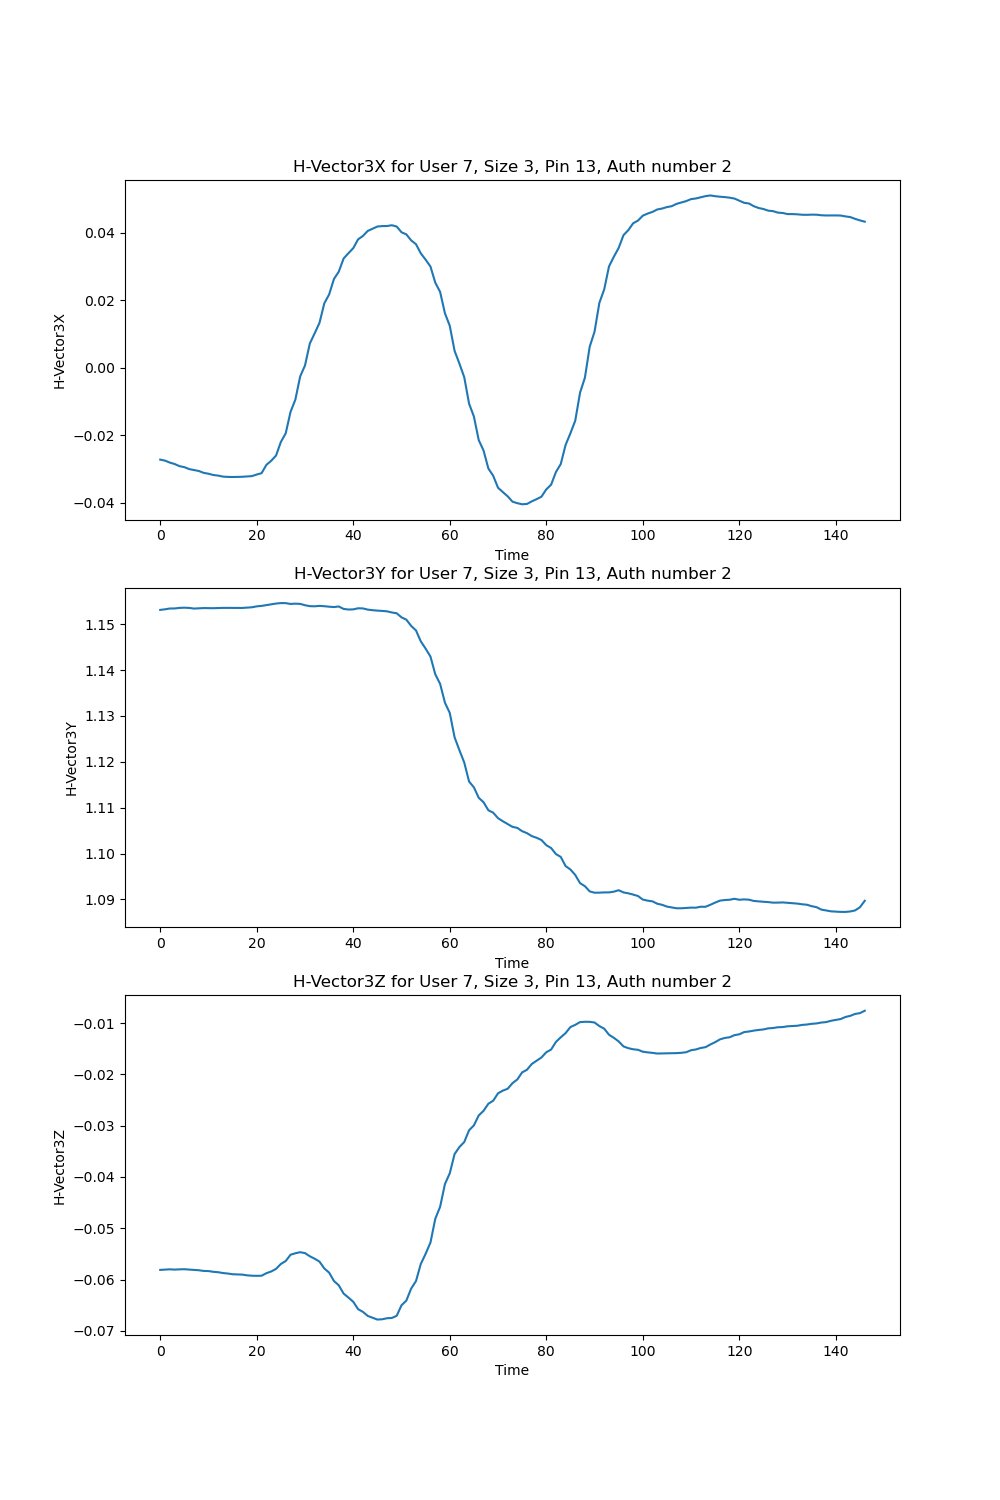 H-Vector3X for User 7, Size 3, Pin 13, Auth number 2
H-Vector3X
0.04
0.02
0.00
−0.02
−0.04
0 20 40 60 80 100 120 140
Time
H-Vector3Y for User 7, Size 3, Pin 13, Auth number 2
H-Vector3Y
1.15
1.14
1.13
1.12
1.11
1.10
1.09
0 20 40 60 80 100 120 140
Time
H-Vector3Z for User 7, Size 3, Pin 13, Auth number 2
H-Vector3Z
−0.01
−0.02
−0.03
−0.04
−0.05
−0.06
−0.07
0 20 40 60 80 100 120 140
Time